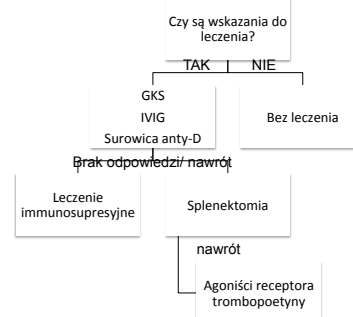 Czy są wskazania do
leczenia?
TAK
NIE
GKS
IVIG
Surowica anty-D
Bez leczenia
Brak odpowiedzi/ nawrót
Leczenie
immunosupresyjne
Splenektomia
nawrót
Agoniści receptora
trombopoetyny